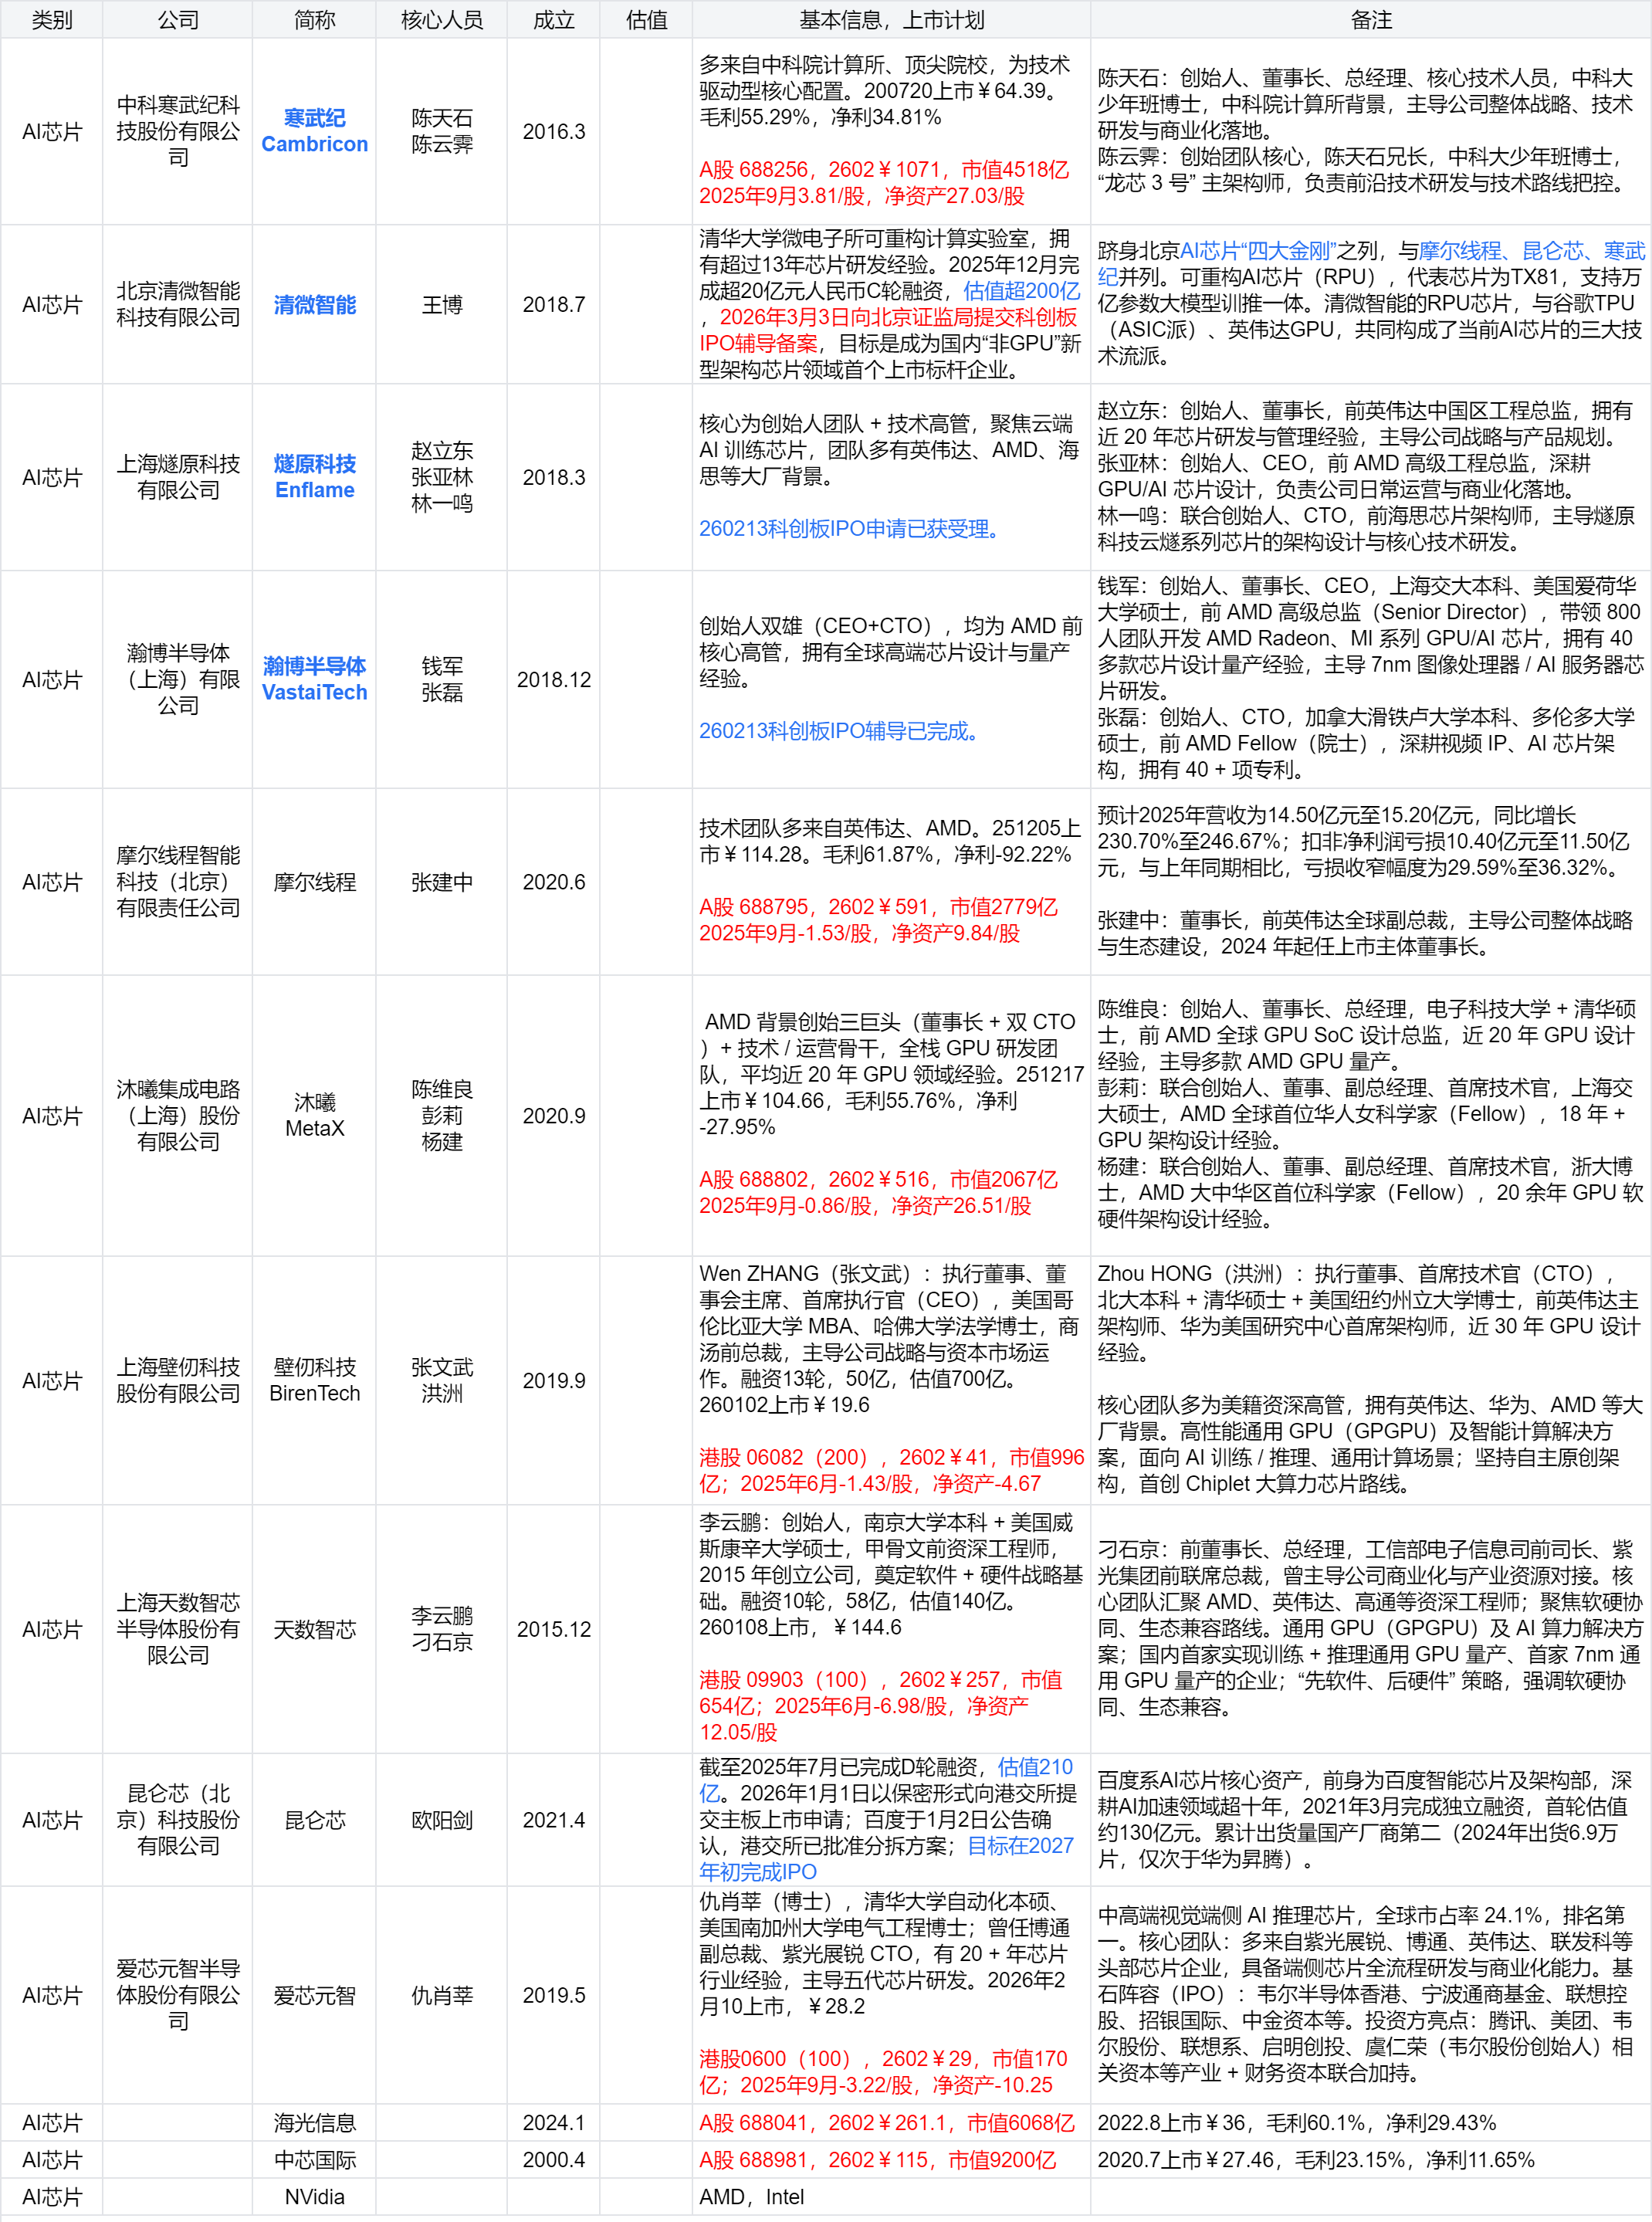 类别 公司 简称 核心人员 成立 估值 基本信息，上市计划 备注
AI芯片
中科寒武纪科
技股份有限公
司
寒武纪
Cambricon
陈天石
陈云霁
2016.3
多来自中科院计算所、顶尖院校，为技术
驱动型核心配置。200720上市￥64.39。
毛利55.29%，净利34.81%
A股 688256，2602￥1071，市值4518亿
2025年9月3.81/股，净资产27.03/股
陈天石：创始人、董事长、总经理、核心技术人员，中科大
少年班博士，中科院计算所背景，主导公司整体战略、技术
研发与商业化落地。
陈云霁：创始团队核心，陈天石兄长，中科大少年班博士，
“龙芯 3 号” 主架构师，负责前沿技术研发与技术路线把控。
AI芯片
北京清微智能
科技有限公司
清微智能
王博
2018.7
清华大学微电子所可重构计算实验室，拥
有超过13年芯片研发经验。2025年12月完
成超20亿元人民币C轮融资，估值超200亿
，2026年3月3日向北京证监局提交科创板
IPO辅导备案，目标是成为国内“非GPU”新
型架构芯片领域首个上市标杆企业。
跻身北京AI芯片“四大金刚”之列，与摩尔线程、昆仑芯、寒武
纪并列。可重构AI芯片（RPU），代表芯片为TX81，支持万
亿参数大模型训推一体。清微智能的RPU芯片，与谷歌TPU
（ASIC派）、英伟达GPU，共同构成了当前AI芯片的三大技
术流派。
AI芯片
上海燧原科技
有限公司
燧原科技
Enflame
赵立东
张亚林
林一鸣
2018.3
核心为创始人团队 + 技术高管，聚焦云端
AI 训练芯片，团队多有英伟达、AMD、海
思等大厂背景。
260213科创板IPO申请已获受理。
赵立东：创始人、董事长，前英伟达中国区工程总监，拥有
近 20 年芯片研发与管理经验，主导公司战略与产品规划。
张亚林：创始人、CEO，前 AMD 高级工程总监，深耕
GPU/AI 芯片设计，负责公司日常运营与商业化落地。
林一鸣：联合创始人、CTO，前海思芯片架构师，主导燧原
科技云燧系列芯片的架构设计与核心技术研发。
AI芯片
瀚博半导体
（上海）有限
公司
瀚博半导体
VastaiTech
钱军
张磊
2018.12
创始人双雄（CEO+CTO），均为 AMD 前
核心高管，拥有全球高端芯片设计与量产
经验。
260213科创板IPO辅导已完成。
钱军：创始人、董事长、CEO，上海交大本科、美国爱荷华
大学硕士，前 AMD 高级总监（Senior Director），带领 800
人团队开发 AMD Radeon、MI 系列 GPU/AI 芯片，拥有 40
多款芯片设计量产经验，主导 7nm 图像处理器 / AI 服务器芯
片研发。
张磊：创始人、CTO，加拿大滑铁卢大学本科、多伦多大学
硕士，前 AMD Fellow（院士），深耕视频 IP、AI 芯片架
构，拥有 40 + 项专利。
AI芯片
摩尔线程智能
科技（北京）
有限责任公司
摩尔线程
张建中
2020.6
技术团队多来自英伟达、AMD。251205上
市￥114.28。毛利61.87%，净利-92.22%
A股 688795，2602￥591，市值2779亿
2025年9月-1.53/股，净资产9.84/股
预计2025年营收为14.50亿元至15.20亿元，同比增长
230.70%至246.67%；扣非净利润亏损10.40亿元至11.50亿
元，与上年同期相比，亏损收窄幅度为29.59%至36.32%。
张建中：董事长，前英伟达全球副总裁，主导公司整体战略
与生态建设，2024 年起任上市主体董事长。
AI芯片
沐曦集成电路
（上海）股份
有限公司
沐曦
MetaX
陈维良
彭莉
杨建
2020.9
AMD 背景创始三巨头（董事长 + 双 CTO
）+ 技术 / 运营骨干，全栈 GPU 研发团
队，平均近 20 年 GPU 领域经验。251217
上市￥104.66，毛利55.76%，净利
-27.95%
A股 688802，2602￥516，市值2067亿
2025年9月-0.86/股，净资产26.51/股
陈维良：创始人、董事长、总经理，电子科技大学 + 清华硕
士，前 AMD 全球 GPU SoC 设计总监，近 20 年 GPU 设计
经验，主导多款 AMD GPU 量产。
彭莉：联合创始人、董事、副总经理、首席技术官，上海交
大硕士，AMD 全球首位华人女科学家（Fellow），18 年 +
GPU 架构设计经验。
杨建：联合创始人、董事、副总经理、首席技术官，浙大博
士，AMD 大中华区首位科学家（Fellow），20 余年 GPU 软
硬件架构设计经验。
AI芯片
上海壁仞科技
股份有限公司
壁仞科技
BirenTech
张文武
洪洲
2019.9
Wen ZHANG（张文武）：执行董事、董
事会主席、首席执行官（CEO），美国哥
伦比亚大学 MBA、哈佛大学法学博士，商
汤前总裁，主导公司战略与资本市场运
作。融资13轮，50亿，估值700亿。
260102上市￥19.6
港股 06082（200），2602￥41，市值996
亿；2025年6月-1.43/股，净资产-4.67
Zhou HONG（洪洲）：执行董事、首席技术官（CTO），
北大本科 + 清华硕士 + 美国纽约州立大学博士，前英伟达主
架构师、华为美国研究中心首席架构师，近 30 年 GPU 设计
经验。
核心团队多为美籍资深高管，拥有英伟达、华为、AMD 等大
厂背景。高性能通用 GPU（GPGPU）及智能计算解决方
案，面向 AI 训练 / 推理、通用计算场景；坚持自主原创架
构，首创 Chiplet 大算力芯片路线。
AI芯片
上海天数智芯
半导体股份有
限公司
天数智芯
李云鹏
刁石京
2015.12
李云鹏：创始人，南京大学本科 + 美国威
斯康辛大学硕士，甲骨文前资深工程师，
2015 年创立公司，奠定软件 + 硬件战略基
础。融资10轮，58亿，估值140亿。
260108上市，￥144.6
港股 09903（100），2602￥257，市值
654亿；2025年6月-6.98/股，净资产
12.05/股
刁石京：前董事长、总经理，工信部电子信息司前司长、紫
光集团前联席总裁，曾主导公司商业化与产业资源对接。核
心团队汇聚 AMD、英伟达、高通等资深工程师；聚焦软硬协
同、生态兼容路线。通用 GPU（GPGPU）及 AI 算力解决方
案；国内首家实现训练 + 推理通用 GPU 量产、首家 7nm 通
用 GPU 量产的企业；“先软件、后硬件” 策略，强调软硬协
同、生态兼容。
AI芯片
昆仑芯（北
京）科技股份
有限公司
昆仑芯
欧阳剑
2021.4
截至2025年7月已完成D轮融资，估值210
亿。2026年1月1日以保密形式向港交所提
交主板上市申请；百度于1月2日公告确
认，港交所已批准分拆方案；目标在2027
年初完成IPO
百度系AI芯片核心资产，前身为百度智能芯片及架构部，深
耕AI加速领域超十年，2021年3月完成独立融资，首轮估值
约130亿元。累计出货量国产厂商第二（2024年出货6.9万
片，仅次于华为昇腾）。
AI芯片
爱芯元智半导
体股份有限公
司
爱芯元智
仇肖莘
2019.5
仇肖莘（博士），清华大学自动化本硕、
美国南加州大学电气工程博士；曾任博通
副总裁、紫光展锐 CTO，有 20 + 年芯片
行业经验，主导五代芯片研发。2026年2
月10上市，￥28.2
港股0600（100），2602￥29，市值170
亿；2025年9月-3.22/股，净资产-10.25
中高端视觉端侧 AI 推理芯片，全球市占率 24.1%，排名第
一。核心团队：多来自紫光展锐、博通、英伟达、联发科等
头部芯片企业，具备端侧芯片全流程研发与商业化能力。基
石阵容（IPO）：韦尔半导体香港、宁波通商基金、联想控
股、招银国际、中金资本等。投资方亮点：腾讯、美团、韦
尔股份、联想系、启明创投、虞仁荣（韦尔股份创始人）相
关资本等产业 + 财务资本联合加持。
AI芯片 海光信息 2024.1 A股 688041，2602￥261.1，市值6068亿 2022.8上市￥36，毛利60.1%，净利29.43%
AI芯片 中芯国际 2000.4 A股 688981，2602￥115，市值9200亿 2020.7上市￥27.46，毛利23.15%，净利11.65%
AI芯片 NVidia AMD，Intel